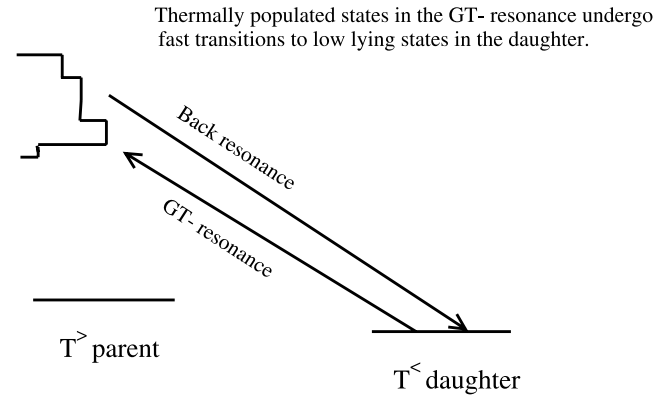 Thermally populated states in the GT- resonance undergo
fast transitions to low lying states in the daughter.
Back resonance
GT- resonance
T> parent
T< daughter